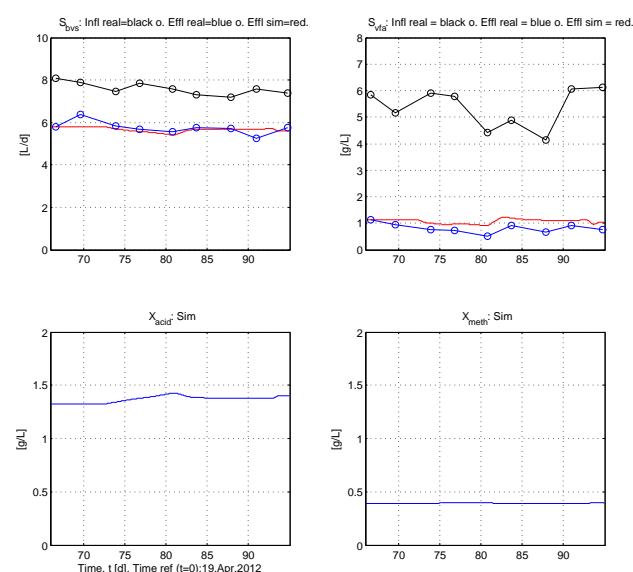 S_bvs: Infl real=black o. Effl real=blue o. Effl sim=red.
S_vfa: Infl real = black o. Effl real = blue o. Effl sim = red.
10
8
6
4
2
0
[L/d]
70 75 80 85 90
8
7
6
5
4
3
2
1
0
[g/L]
70 75 80 85 90
X_acid: Sim
X_meth: Sim
2
1.5
1
0.5
0
[g/L]
70 75 80 85 90
Time, t [d]. Time ref (t=0):19.Apr.2012
2
1.5
1
0.5
0
[g/L]
70 75 80 85 90